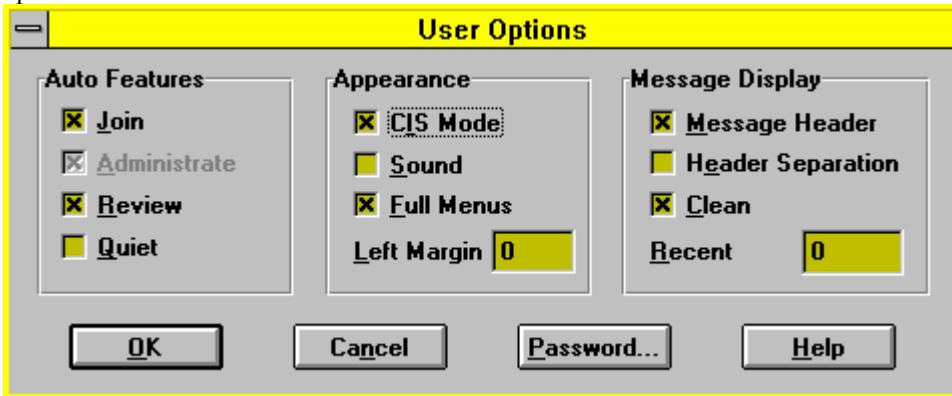 User Options
Auto Features
Join
Administrate
Review
Quiet
Appearance
CIS Mode
Sound
Full Menus
Left Margin 0
Message Display
Message Header
Header Separation
Clean
Recent 0
OK Cancel Password... Help